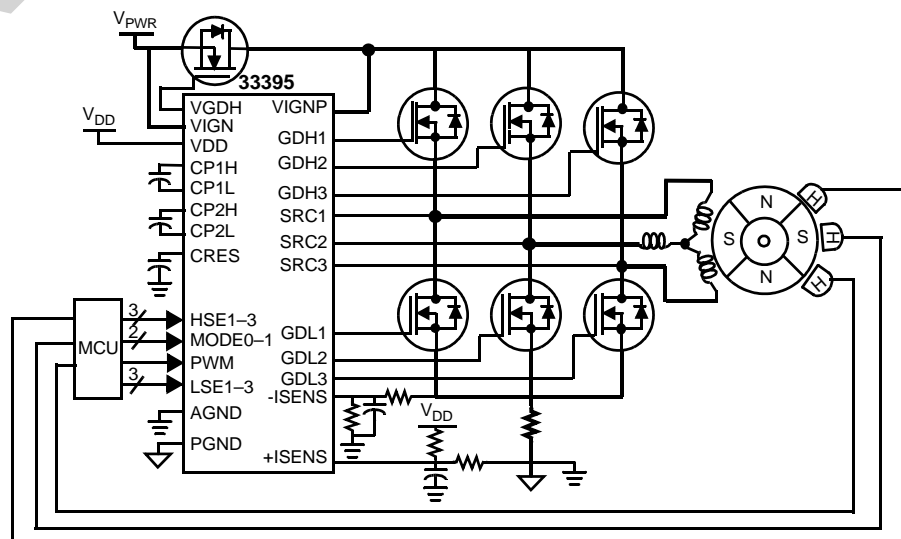 VPWR
33395
VDD
VGDH
VIGN
VDD
CP1H
CP1L
CP2H
CP2L
CRES
HSE1–3
MODE0–1
PWM
LSE1–3
AGND
PGND
VIGNP
GDH1
GDH2
GDH3
SRC1
SRC2
SRC3
GDL1
GDL2
GDL3
-ISENS
+ISENS
MCU
3
2
3
VDD
N
S
S
N
H
H
H